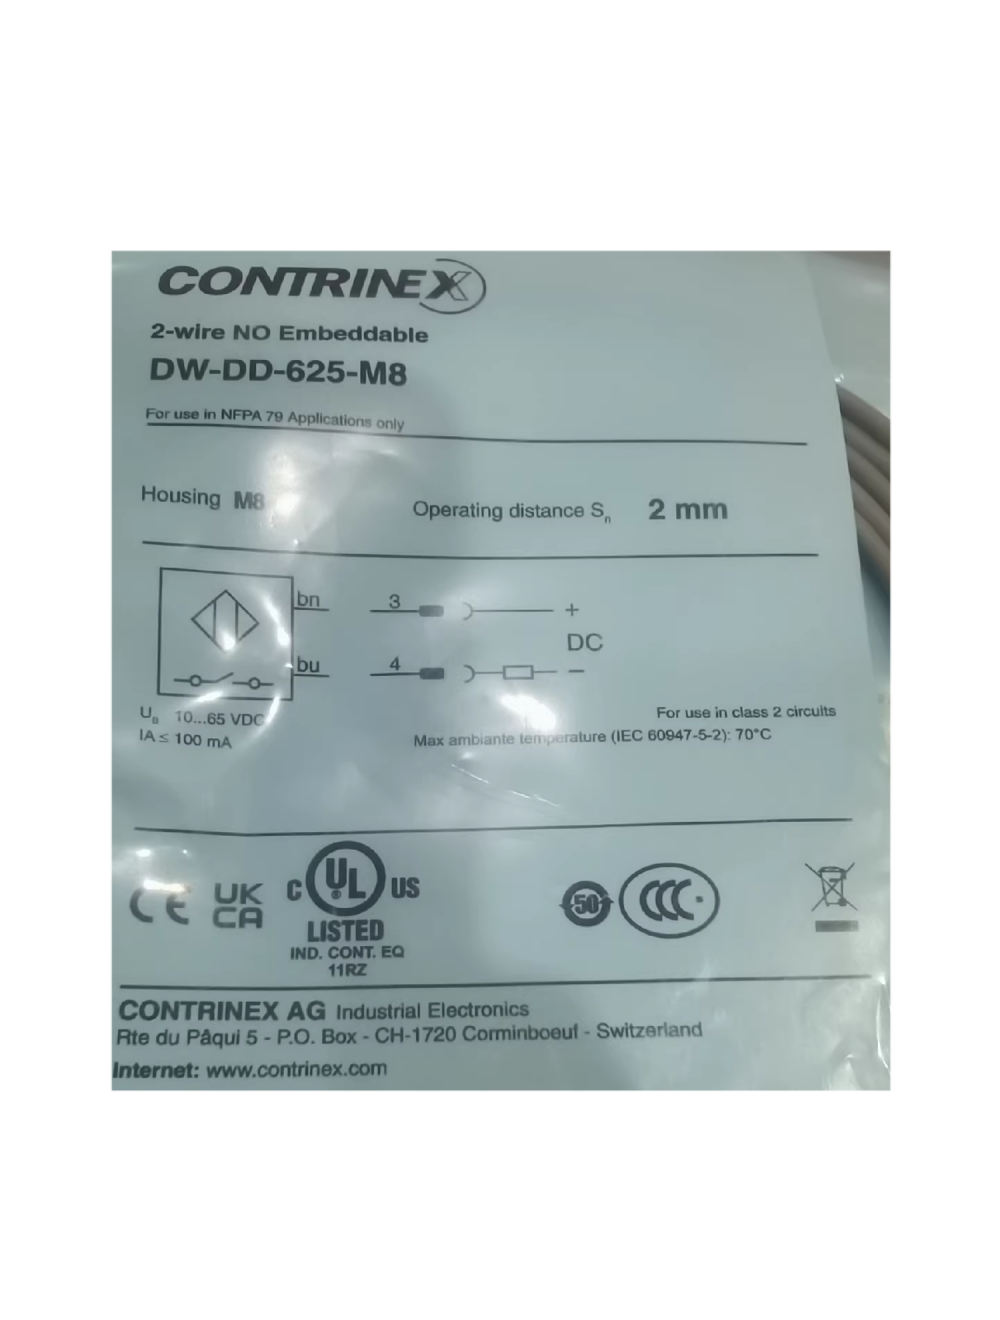 CONTRINEX
2-wire NO Embeddable
DW-DD-625-M8
For use in NFPA 79 Applications only
Housing M8 Operating distance Sn 2 mm
bn 3 +
DC
bu 4 –
UB 10...65 VDC
IA ≤ 100 mA
For use in class 2 circuits
Max ambiante temperature (IEC 60947-5-2): 70°C
CE UK CA C UL US 50 CCC
LISTED
IND. CONT. EQ
11RZ
CONTRINEX AG Industrial Electronics
Rte du Pâqui 5 - P.O. Box - CH-1720 Corminboeuf - Switzerland
Internet: www.contrinex.com